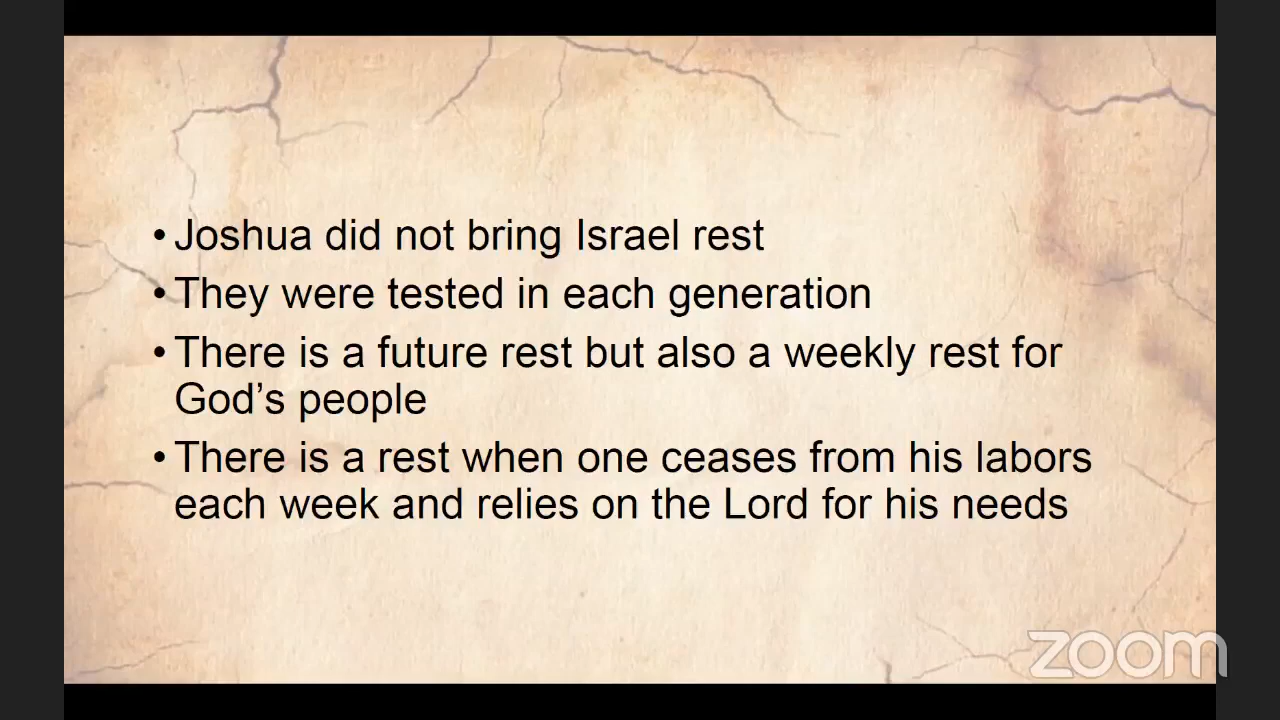 • Joshua did not bring Israel rest
• They were tested in each generation
• There is a future rest but also a weekly rest for
God’s people
• There is a rest when one ceases from his labors
each week and relies on the Lord for his needs
zoom